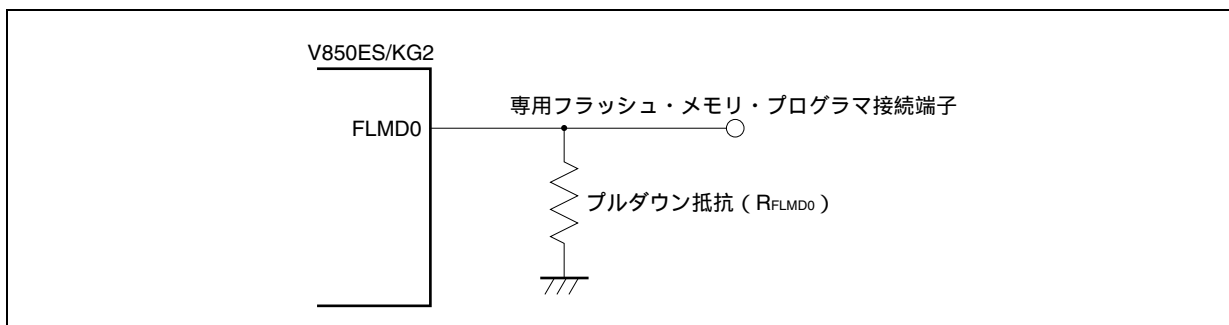 V850ES/KG2
専用フラッシュ・メモリ・プログラマ接続端子
FLMD0
プルダウン抵抗（RFLMD0）